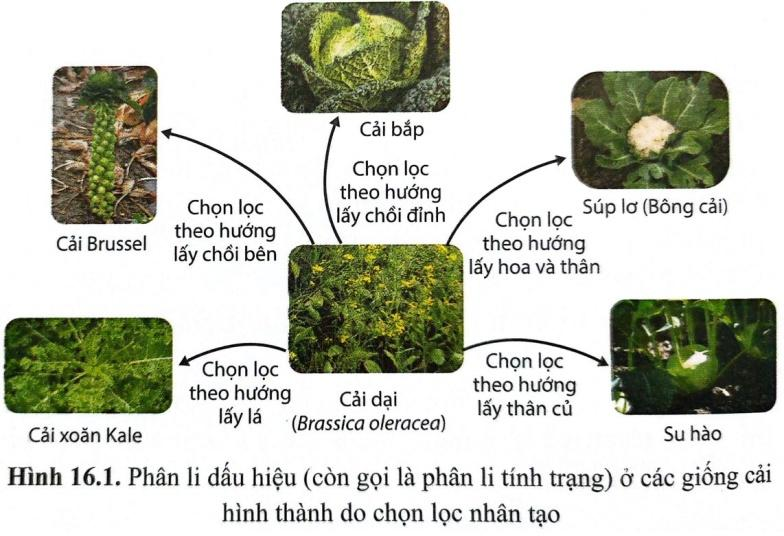 Cải bắp
Cải Brussel
Chọn lọc
theo hướng
lấy chồi bên
Chọn lọc
theo hướng
lấy chồi đỉnh
Chọn lọc
theo hướng
lấy hoa và thân
Súp lơ (Bông cải)
Cải xoăn Kale
Chọn lọc
theo hướng
lấy lá
Cải dại
(Brassica oleracea)
Chọn lọc
theo hướng
lấy thân củ
Su hào
Hình 16.1. Phân li dấu hiệu (còn gọi là phân li tính trạng) ở các giống cải
hình thành do chọn lọc nhân tạo